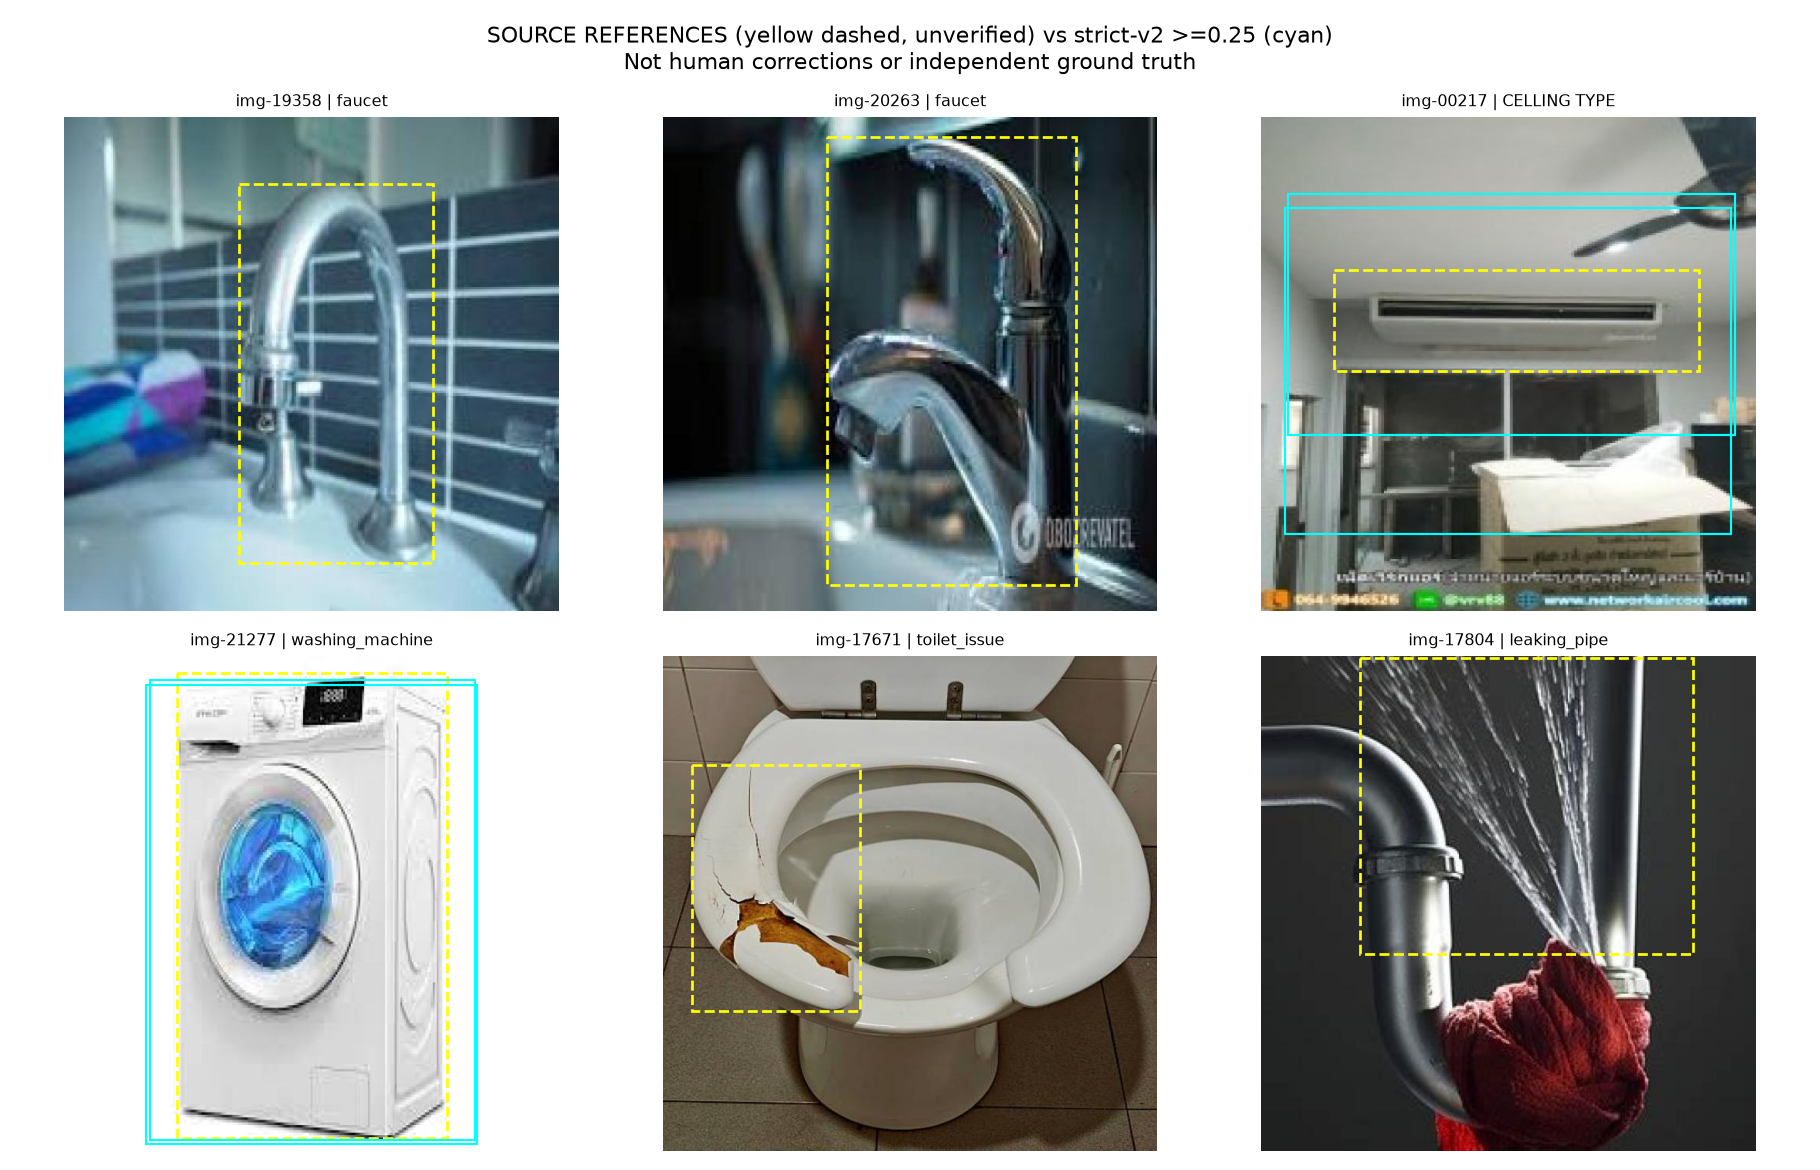 SOURCE REFERENCES (yellow dashed, unverified) vs strict-v2 >=0.25 (cyan)
Not human corrections or independent ground truth
img-19358 | faucet
img-20263 | faucet
img-00217 | CELLING TYPE
OBOZREVATEL
064-9946526 @vrv88 www.networkaircool.com
img-21277 | washing_machine
img-17671 | toilet_issue
img-17804 | leaking_pipe